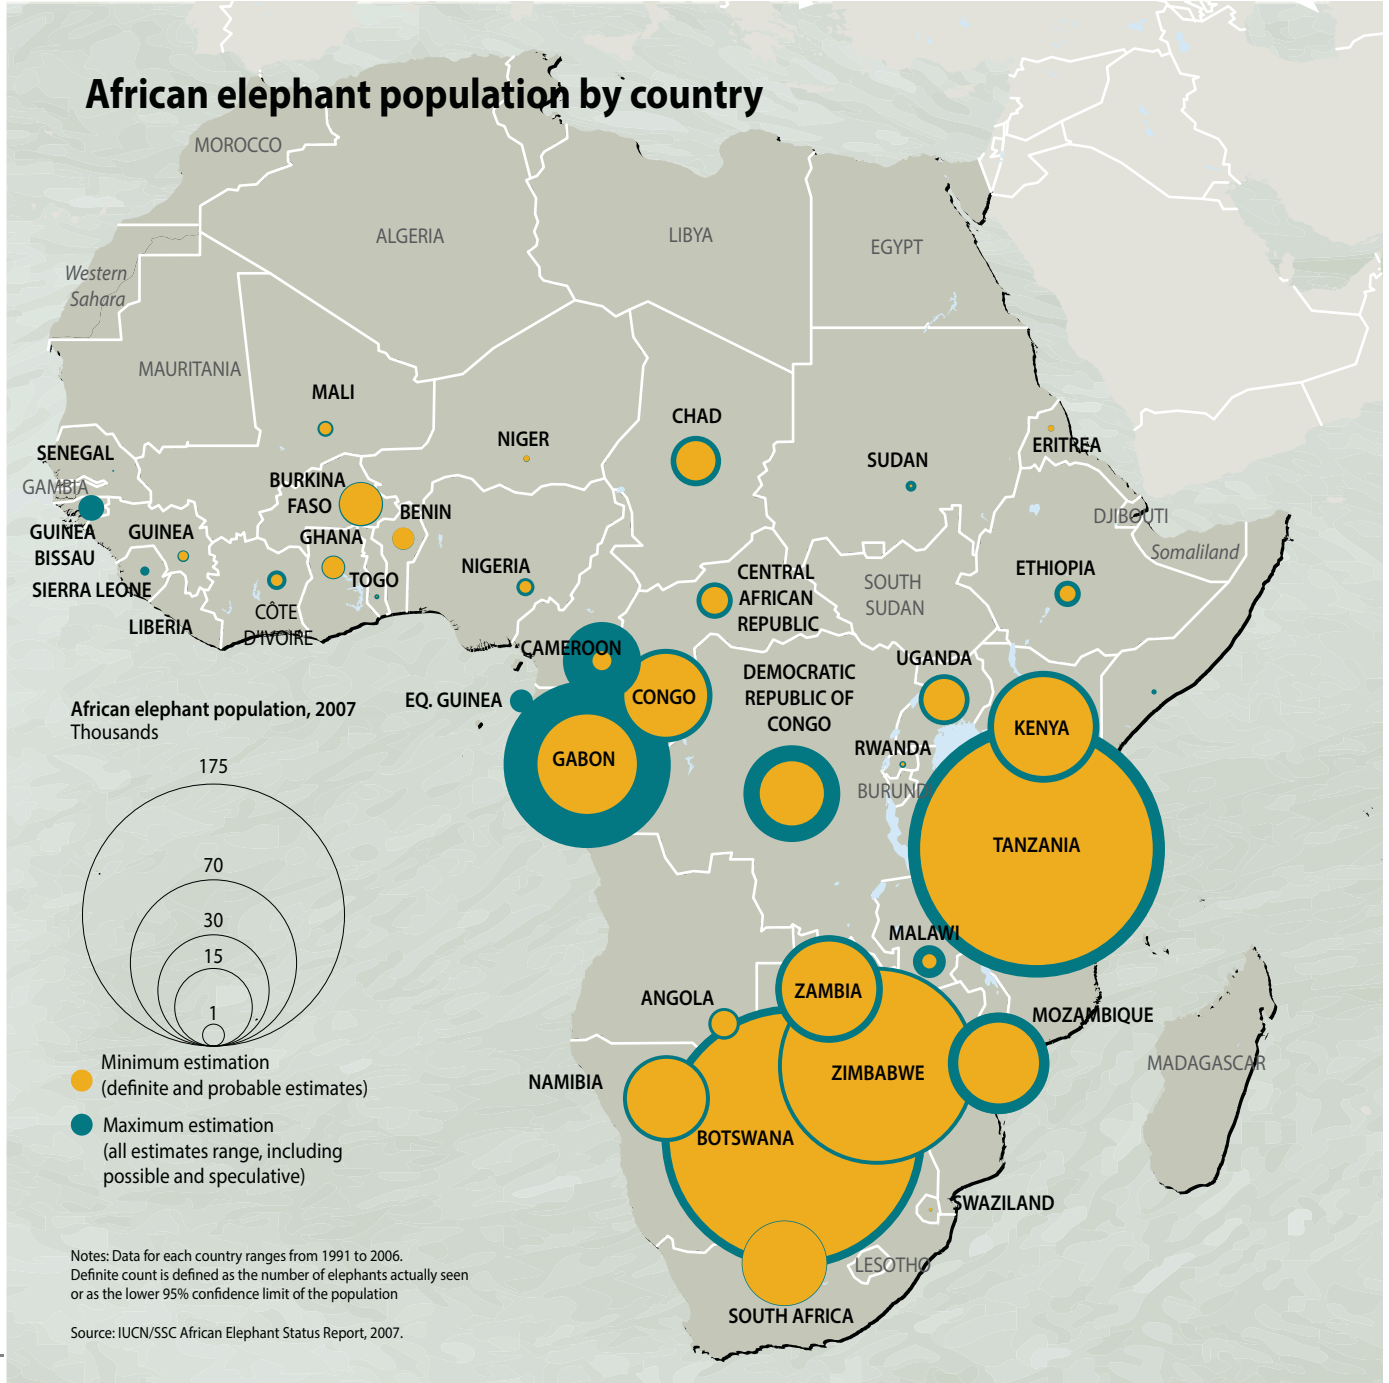 African elephant population by country
MOROCCO
ALGERIA
LIBYA
EGYPT
Western
Sahara
MAURITANIA
MALI
NIGER
CHAD
SUDAN
ERITREA
SENEGAL
GAMBIA
BURKINA
FASO
BENIN
GUINEA
BISSAU
GUINEA
GHANA
DJIBOUTI
Somaliland
SIERRA LEONE
TOGO
NIGERIA
CENTRAL
AFRICAN
REPUBLIC
SOUTH
SUDAN
ETHIOPIA
LIBERIA
CÔTE
D'IVOIRE
CAMEROON
UGANDA
EQ. GUINEA
CONGO
DEMOCRATIC
REPUBLIC OF
CONGO
KENYA
GABON
RWANDA
BURUNDI
TANZANIA
African elephant population, 2007
Thousands
175
70
30
15
1
Minimum estimation
(definite and probable estimates)
Maximum estimation
(all estimates range, including
possible and speculative)
MALAWI
ANGOLA
ZAMBIA
MOZAMBIQUE
NAMIBIA
ZIMBABWE
MADAGASCAR
BOTSWANA
SWAZILAND
LESOTHO
SOUTH AFRICA
Notes: Data for each country ranges from 1991 to 2006.
Definite count is defined as the number of elephants actually seen
or as the lower 95% confidence limit of the population
Source: IUCN/SSC African Elephant Status Report, 2007.